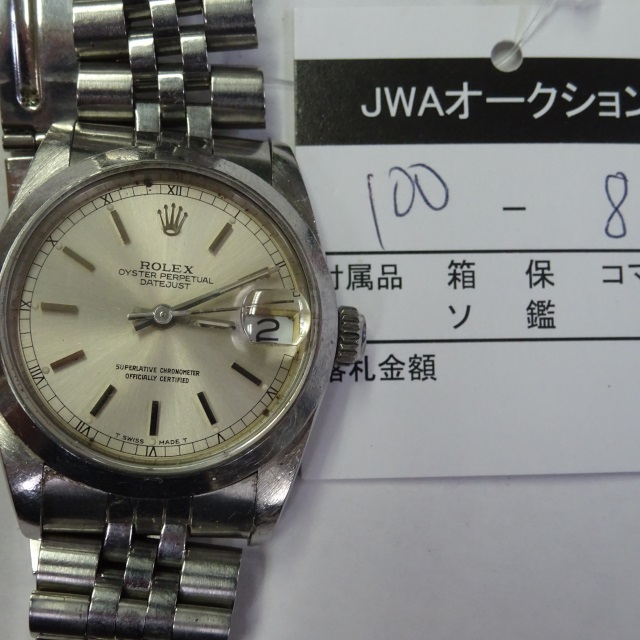 XII
ROLEX
OYSTER PERPETUAL
DATEJUST
2
SUPERLATIVE CHRONOMETER
OFFICIALLY CERTIFIED
T SWISS MADE T
JWAオークション
100 - 8
付属品 箱 保 コマ
ソ 鑑
落札金額